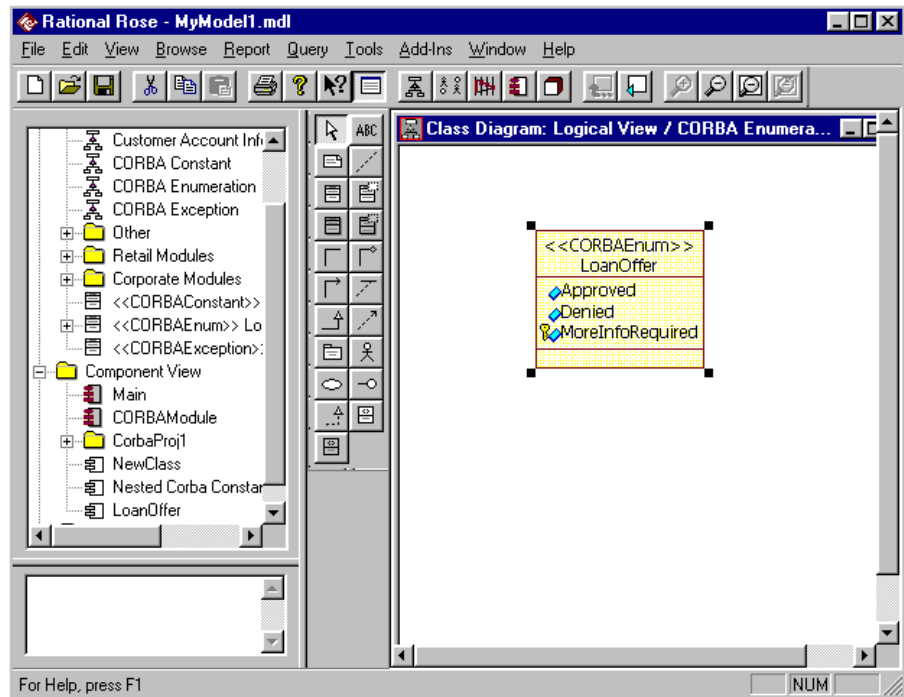 Rational Rose - MyModel1.mdl
File Edit View Browse Report Query Tools Add-Ins Window Help
ABC
Customer Account Inf
CORBA Constant
CORBA Enumeration
CORBA Exception
Other
Retail Modules
Corporate Modules
<<CORBAConstant>>
<<CORBAEnum>> Lo
<<CORBAException>:
Component View
Main
CORBAModule
CorbaProj1
NewClass
Nested Corba Constar
LoanOffer
Class Diagram: Logical View / CORBA Enumera...
<<CORBAEnum>>
LoanOffer
Approved
Denied
MoreInfoRequired
For Help, press F1
NUM